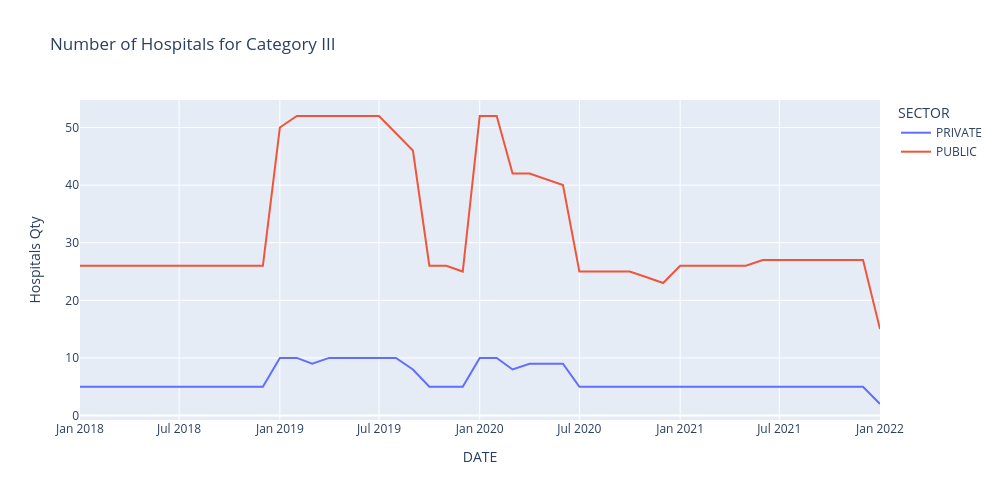 Number of Hospitals for Category III
SECTOR
PRIVATE
PUBLIC
Hospitals Qty
50
40
30
20
10
0
Jan 2018
Jul 2018
Jan 2019
Jul 2019
Jan 2020
Jul 2020
Jan 2021
Jul 2021
Jan 2022
DATE